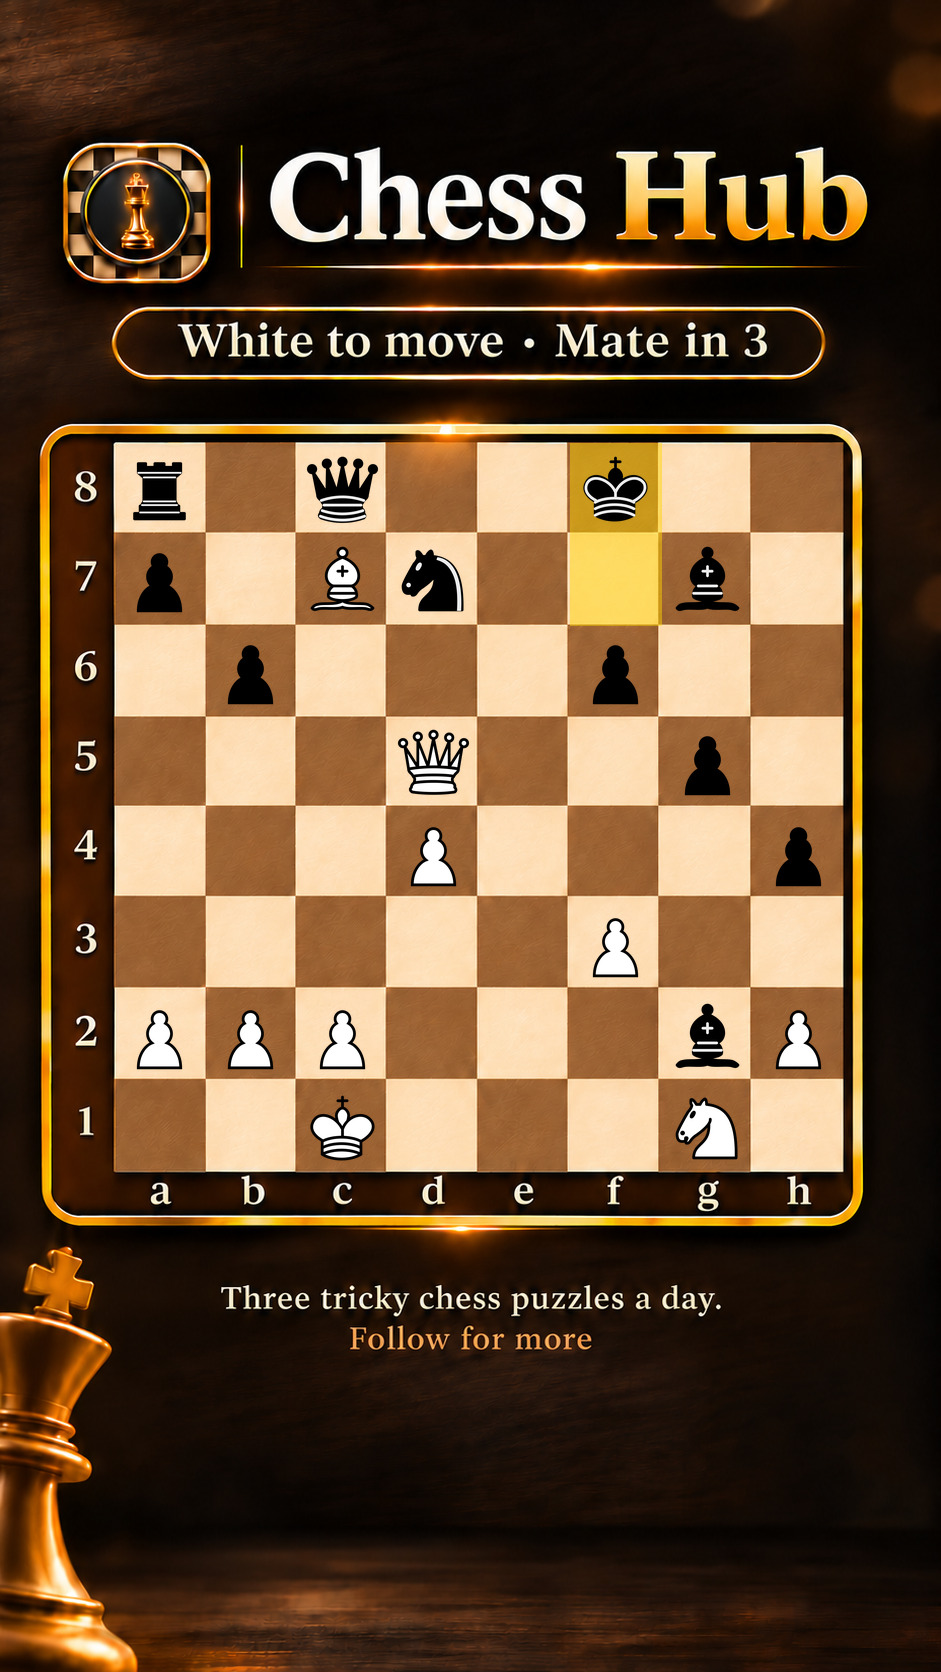 Chess Hub
White to move • Mate in 3
8
7
6
5
4
3
2
1
a b c d e f g h
Three tricky chess puzzles a day.
Follow for more